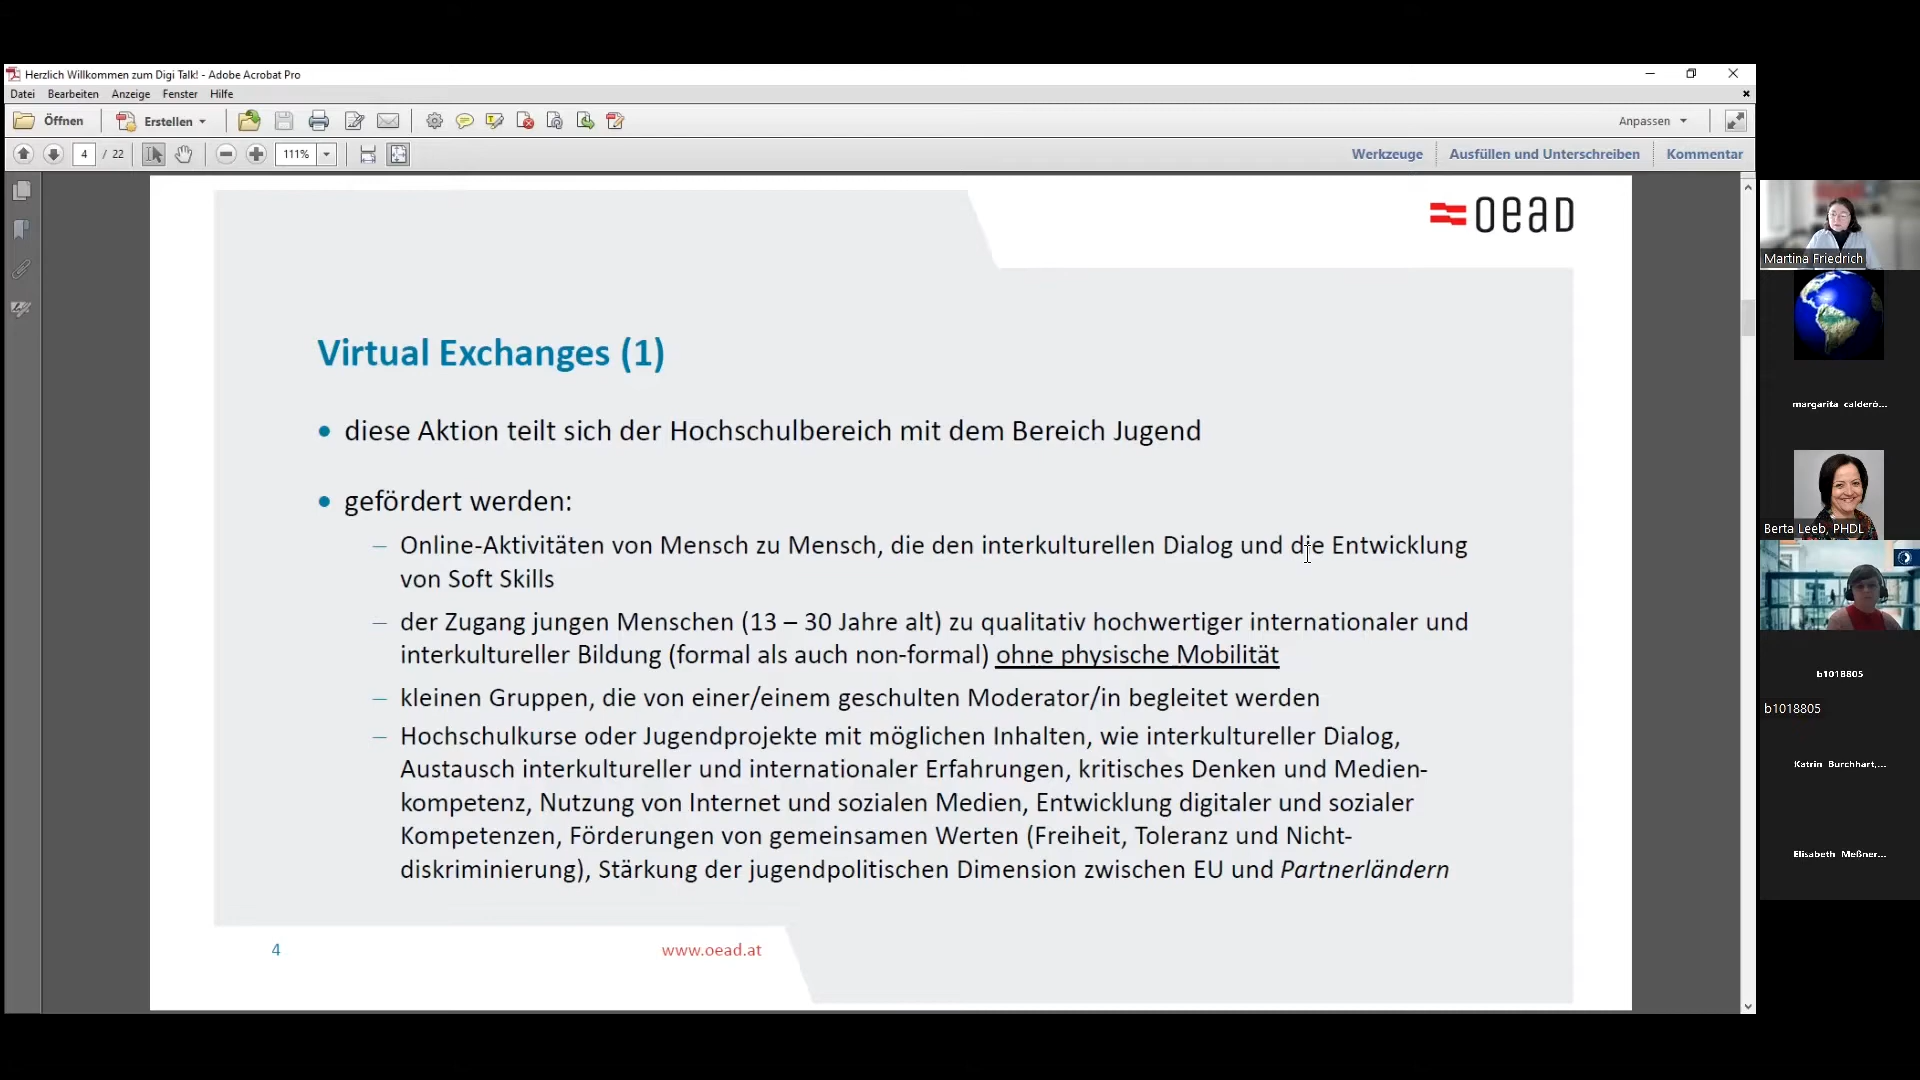 Herzlich Willkommen zum Digi Talk! - Adobe Acrobat Pro
Datei Bearbeiten Anzeige Fenster Hilfe
Öffnen Erstellen Anpassen
4 / 22 111% Werkzeuge Ausfüllen und Unterschreiben Kommentar
oead
Virtual Exchanges (1)
• diese Aktion teilt sich der Hochschulbereich mit dem Bereich Jugend
• gefördert werden:
– Online-Aktivitäten von Mensch zu Mensch, die den interkulturellen Dialog und die Entwicklung
von Soft Skills
– der Zugang jungen Menschen (13 – 30 Jahre alt) zu qualitativ hochwertiger internationaler und
interkultureller Bildung (formal als auch non-formal) ohne physische Mobilität
– kleinen Gruppen, die von einer/einem geschulten Moderator/in begleitet werden
– Hochschulkurse oder Jugendprojekte mit möglichen Inhalten, wie interkultureller Dialog,
Austausch interkultureller und internationaler Erfahrungen, kritisches Denken und Medien-
kompetenz, Nutzung von Internet und sozialen Medien, Entwicklung digitaler und sozialer
Kompetenzen, Förderungen von gemeinsamen Werten (Freiheit, Toleranz und Nicht-
diskriminierung), Stärkung der jugendpolitischen Dimension zwischen EU und Partnerländern
4 www.oead.at
Martina Friedrich
margarita calderó...
Berta Leeb, PHDL
b1018805
b1018805
Katrin Burchhart,...
Elisabeth Meßner...